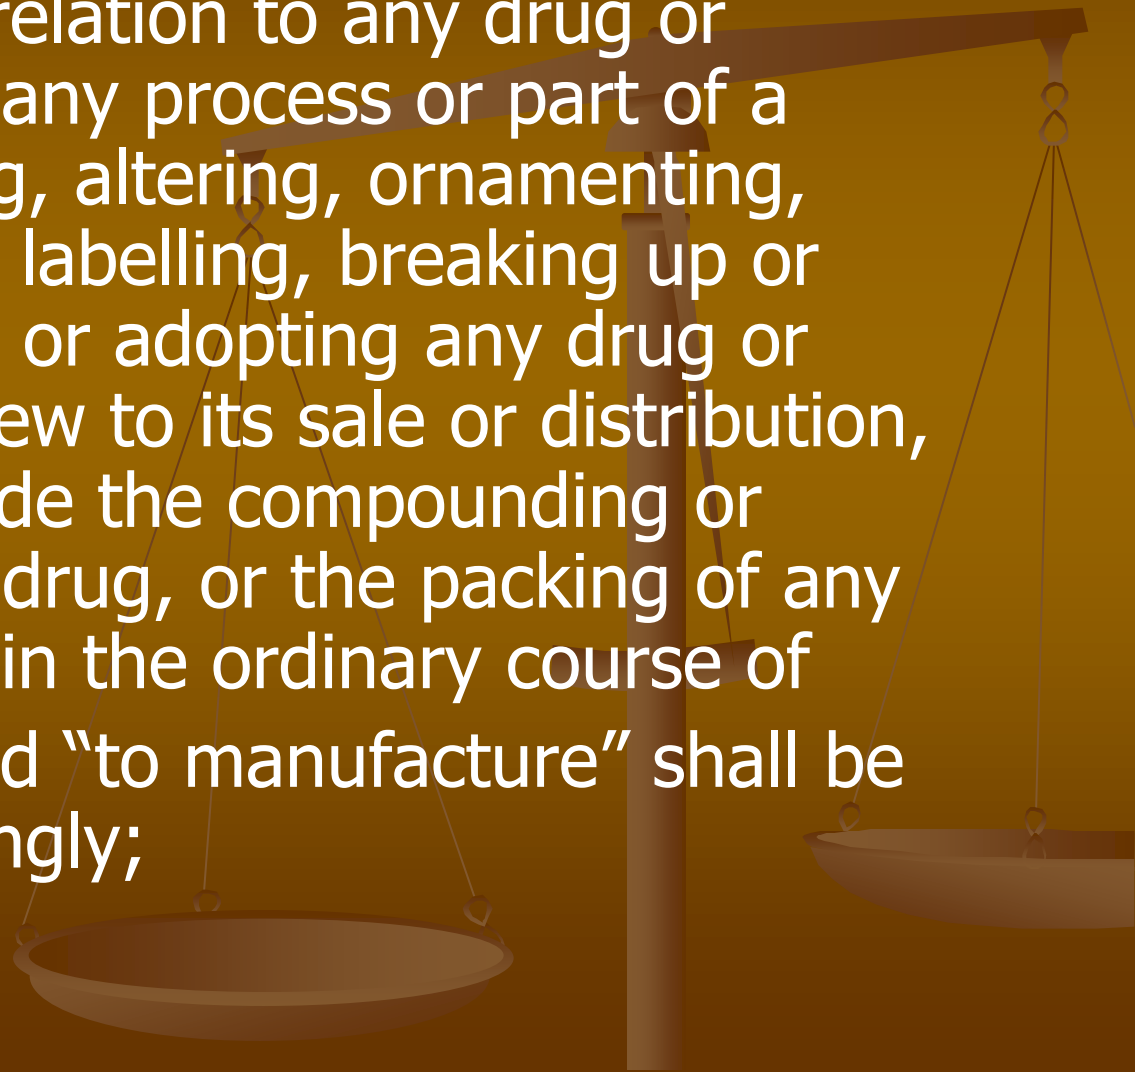 relation to any drug or
any process or part of a
g, altering, ornamenting,
labelling, breaking up or
or adopting any drug or
ew to its sale or distribution,
de the compounding or
drug, or the packing of any
in the ordinary course of
d “to manufacture” shall be
ngly;